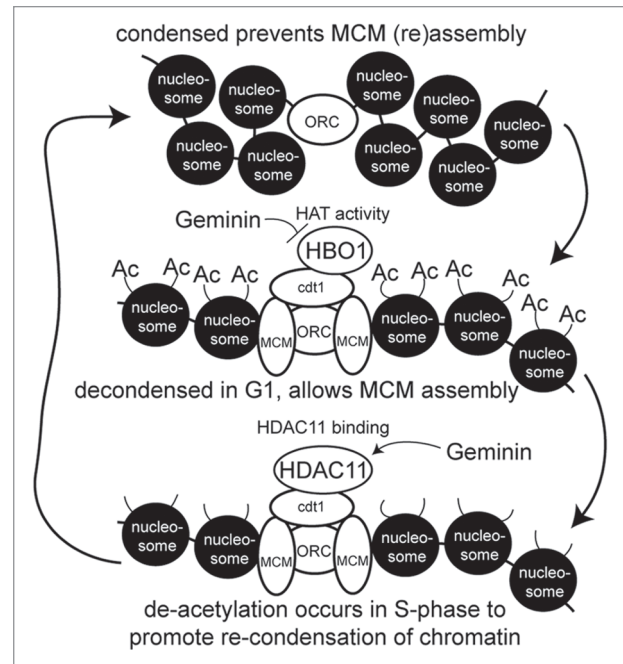 condensed prevents MCM (re)assembly
nucleo-
some
nucleo-
some
nucleo-
some
nucleo-
some
ORC
nucleo-
some
nucleo-
some
nucleo-
some
nucleo-
some
nucleo-
some
Geminin
HAT activity
HBO1
cdt1
Ac
Ac
Ac
Ac
Ac
Ac
Ac
Ac
Ac
Ac
nucleo-
some
nucleo-
some
MCM
ORC
MCM
nucleo-
some
nucleo-
some
nucleo-
some
decondensed in G1, allows MCM assembly
HDAC11 binding
Geminin
HDAC11
cdt1
nucleo-
some
nucleo-
some
MCM
ORC
MCM
nucleo-
some
nucleo-
some
nucleo-
some
de-acetylation occurs in S-phase to
promote re-condensation of chromatin